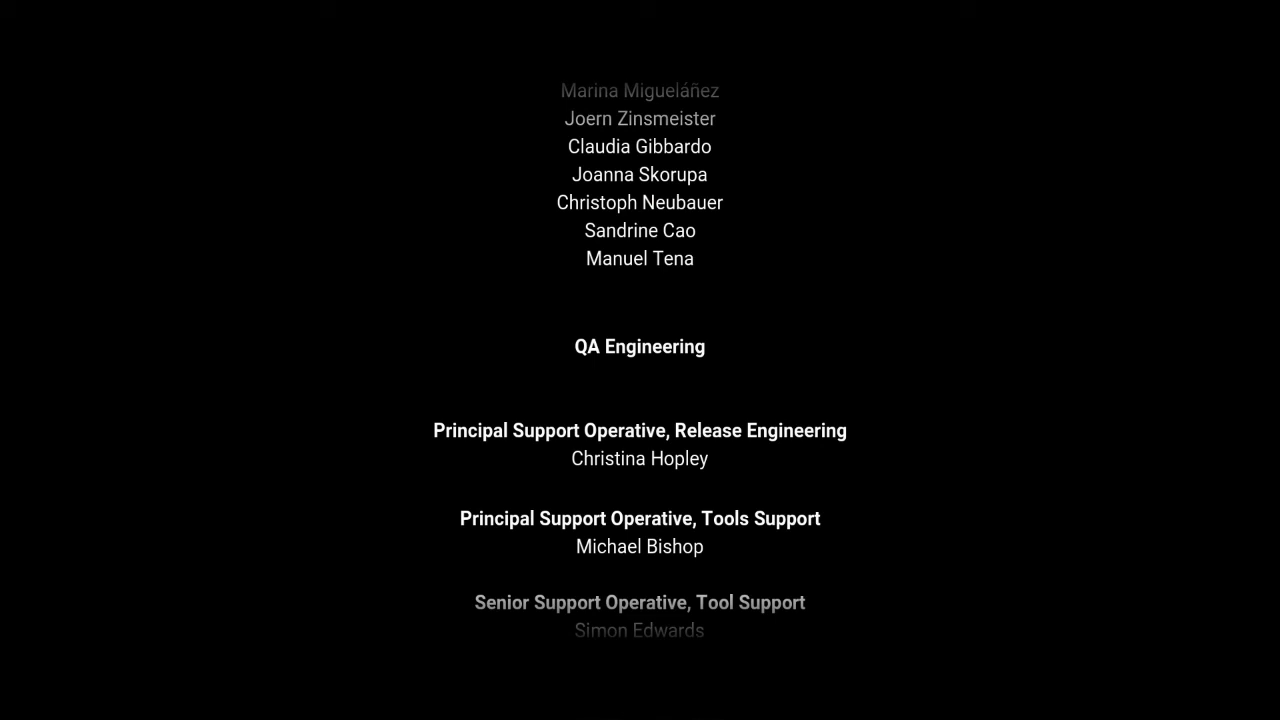 Marina Migueláñez
Joern Zinsmeister
Claudia Gibbardo
Joanna Skorupa
Christoph Neubauer
Sandrine Cao
Manuel Tena
QA Engineering
Principal Support Operative, Release Engineering
Christina Hopley
Principal Support Operative, Tools Support
Michael Bishop
Senior Support Operative, Tool Support
Simon Edwards